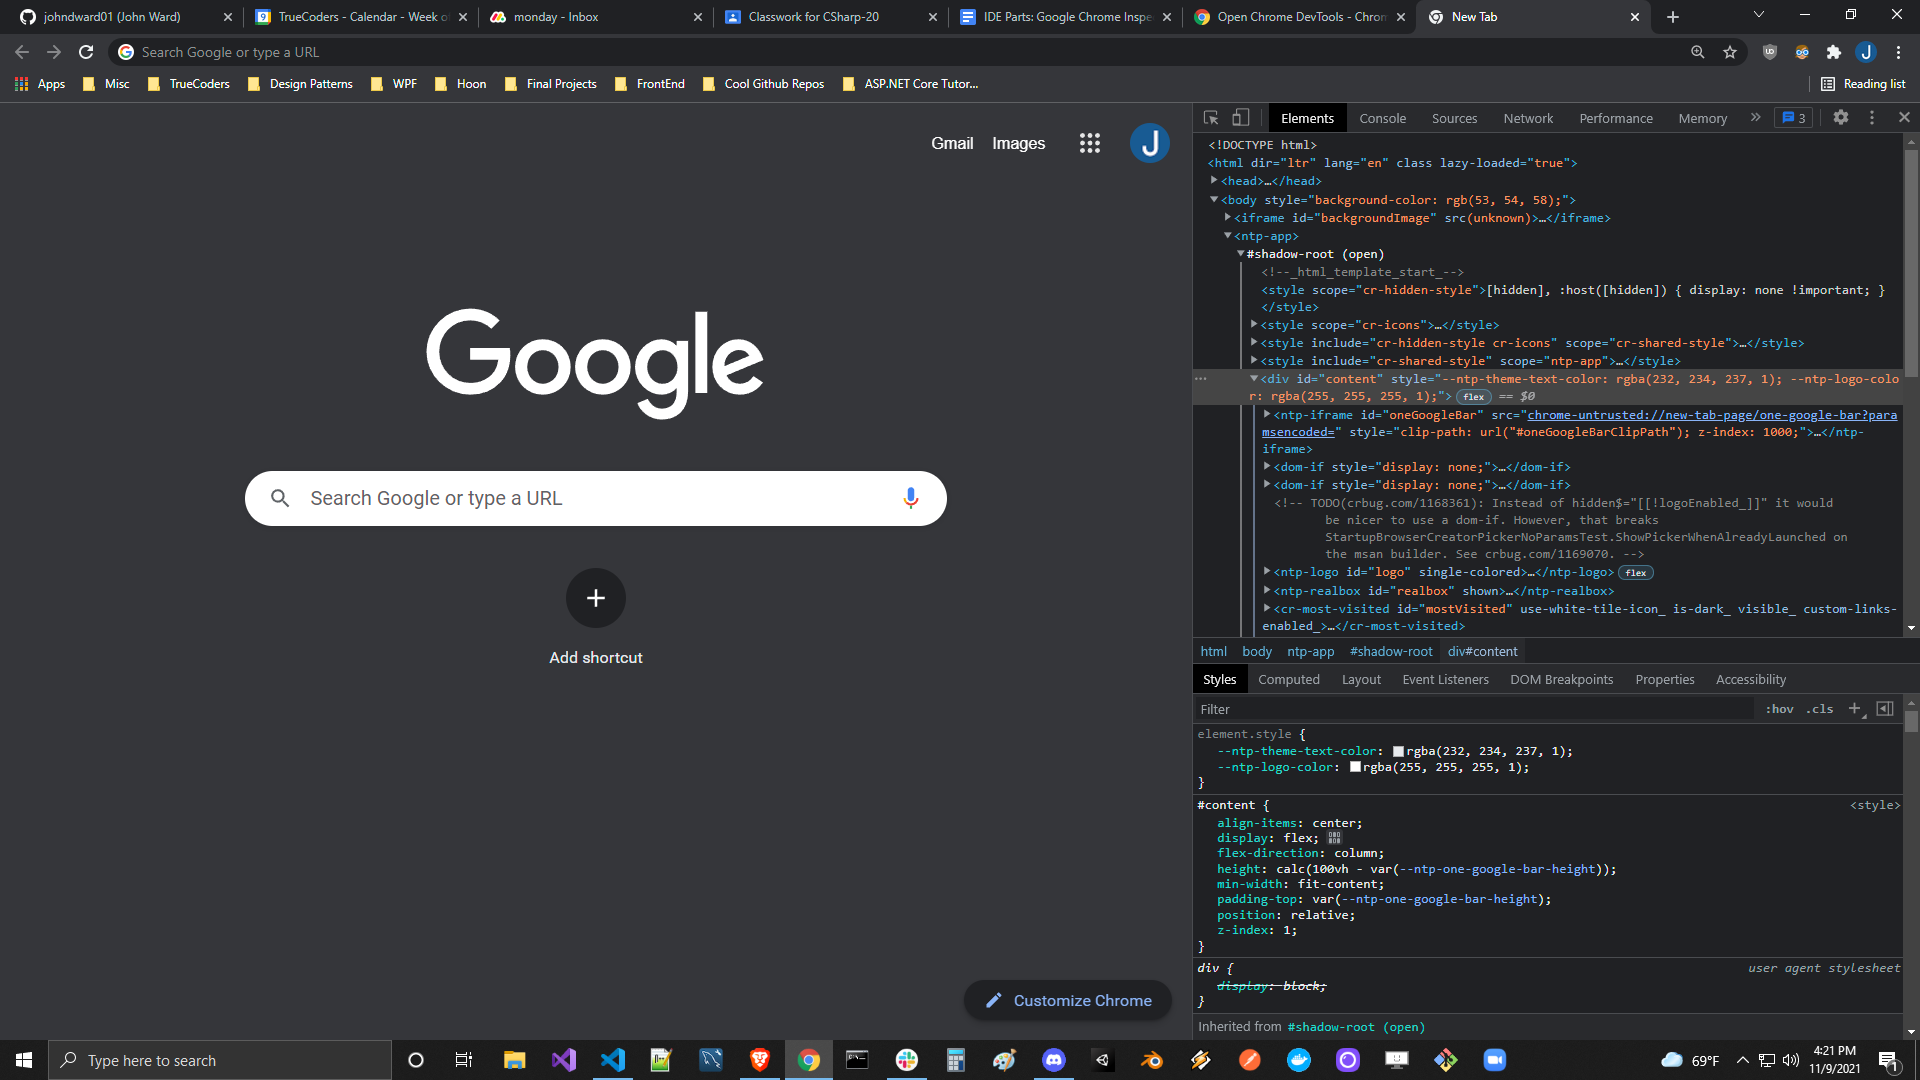 johndward01 (John Ward)
TrueCoders - Calendar - Week o
monday - Inbox
Classwork for CSharp-20
IDE Parts: Google Chrome Inspe
Open Chrome DevTools - Chrom
New Tab
Search Google or type a URL
J
Apps
Misc
TrueCoders
Design Patterns
WPF
Hoon
Final Projects
FrontEnd
Cool Github Repos
ASP.NET Core Tutor...
Reading list
Gmail
Images
J
Google
Search Google or type a URL
Add shortcut
Customize Chrome
Elements
Console
Sources
Network
Performance
Memory
»
3
<!DOCTYPE html>
<html dir="ltr" lang="en" class lazy-loaded="true">
<head>…</head>
<body style="background-color: rgb(53, 54, 58);">
<iframe id="backgroundImage" src(unknown)>…</iframe>
<ntp-app>
#shadow-root (open)
<!--_html_template_start_-->
<style scope="cr-hidden-style">[hidden], :host([hidden]) { display: none !important; }
</style>
<style scope="cr-icons">…</style>
<style include="cr-hidden-style cr-icons" scope="cr-shared-style">…</style>
<style include="cr-shared-style" scope="ntp-app">…</style>
<div id="content" style="--ntp-theme-text-color: rgba(232, 234, 237, 1); --ntp-logo-colo
r: rgba(255, 255, 255, 1);"> flex == $0
<ntp-iframe id="oneGoogleBar" src="chrome-untrusted://new-tab-page/one-google-bar?para
msencoded=" style="clip-path: url("#oneGoogleBarClipPath"); z-index: 1000;">…</ntp-
iframe>
<dom-if style="display: none;">…</dom-if>
<dom-if style="display: none;">…</dom-if>
<!-- TODO(crbug.com/1168361): Instead of hidden$="[[!logoEnabled_]]" it would
be nicer to use a dom-if. However, that breaks
StartupBrowserCreatorPickerNoParamsTest.ShowPickerWhenAlreadyLaunched on
the msan builder. See crbug.com/1169070. -->
<ntp-logo id="logo" single-colored>…</ntp-logo> flex
<ntp-realbox id="realbox" shown>…</ntp-realbox>
<cr-most-visited id="mostVisited" use-white-tile-icon_ is-dark_ visible_ custom-links-
enabled_>…</cr-most-visited>
html
body
ntp-app
#shadow-root
div#content
Styles
Computed
Layout
Event Listeners
DOM Breakpoints
Properties
Accessibility
Filter
:hov
.cls
element.style {
--ntp-theme-text-color: rgba(232, 234, 237, 1);
--ntp-logo-color: rgba(255, 255, 255, 1);
}
#content {
<style>
align-items: center;
display: flex;
flex-direction: column;
height: calc(100vh - var(--ntp-one-google-bar-height));
min-width: fit-content;
padding-top: var(--ntp-one-google-bar-height);
position: relative;
z-index: 1;
}
div {
user agent stylesheet
display: block;
}
Inherited from #shadow-root (open)
Type here to search
69°F
4:21 PM
11/9/2021
1